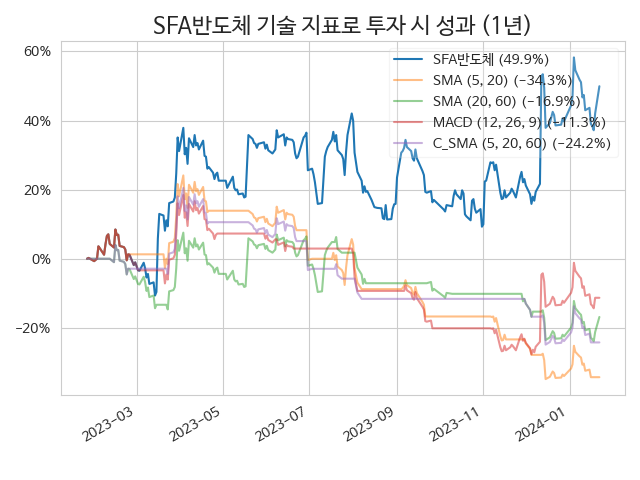 SFA반도체 기술 지표로 투자 시 성과 (1년)
60%
40%
20%
0%
−20%
SFA반도체 (49.9%)
SMA (5, 20) (−34.3%)
SMA (20, 60) (−16.9%)
MACD (12, 26, 9) (−11.3%)
C_SMA (5, 20, 60) (−24.2%)
2023−03
2023−05
2023−07
2023−09
2023−11
2024−01